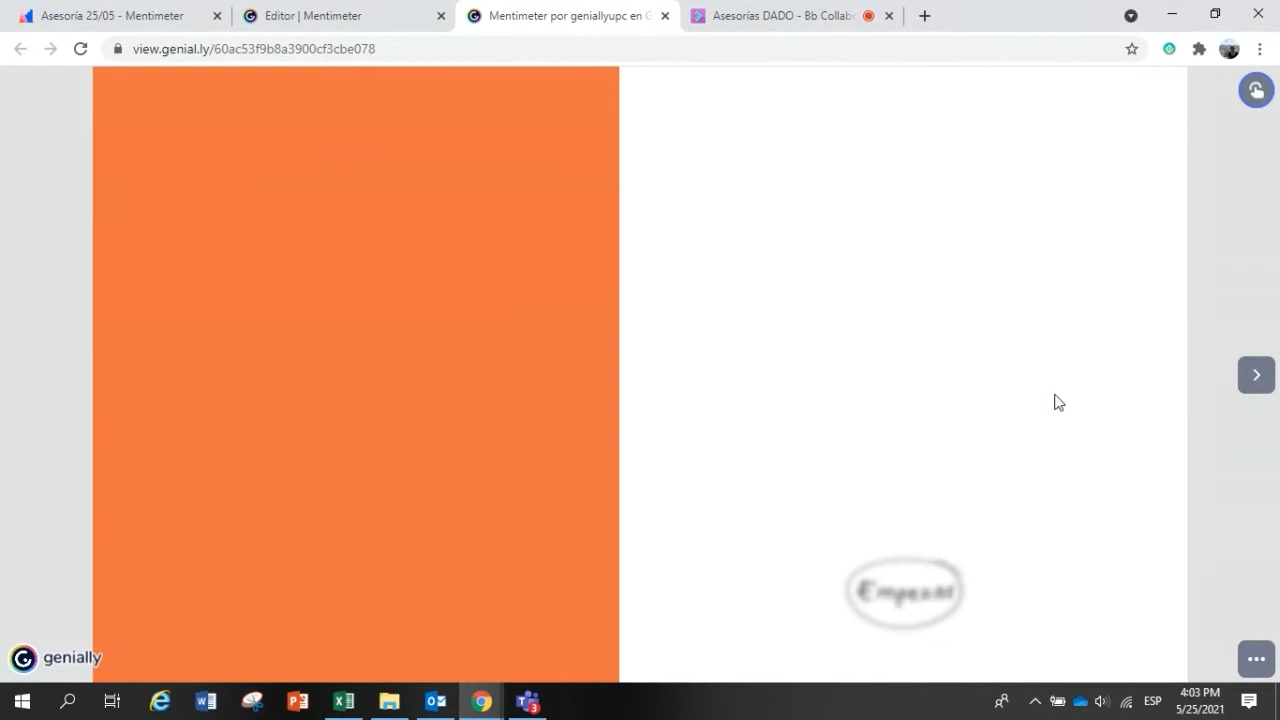 Asesoría 25/05 - Mentimeter
Editor | Mentimeter
Mentimeter por geniallyupc en G
Asesorías DADO - Bb Collab
view.genial.ly/60ac53f9b8a3900cf3cbe078
Empezar
genially
ESP
4:03 PM
5/25/2021
3